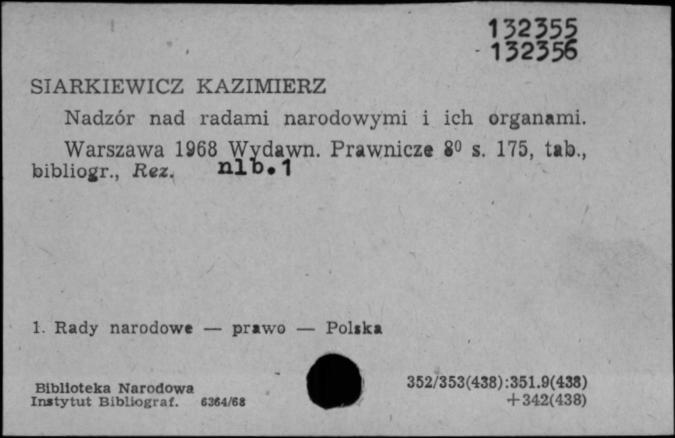 132355
- 132356
SIARKIEWICZ KAZIMIERZ
Nadzór nad radami narodowymi i ich organami.
Warszawa 1968 Wydawn. Prawnicze 8⁰ s. 175, tab.,
bibliogr., Rez. nlb.1
1. Rady narodowe — prawo — Polska
Biblioteka Narodowa
Instytut Bibliograf. 6364/68
352/353(438):351.9(438)
+342(438)